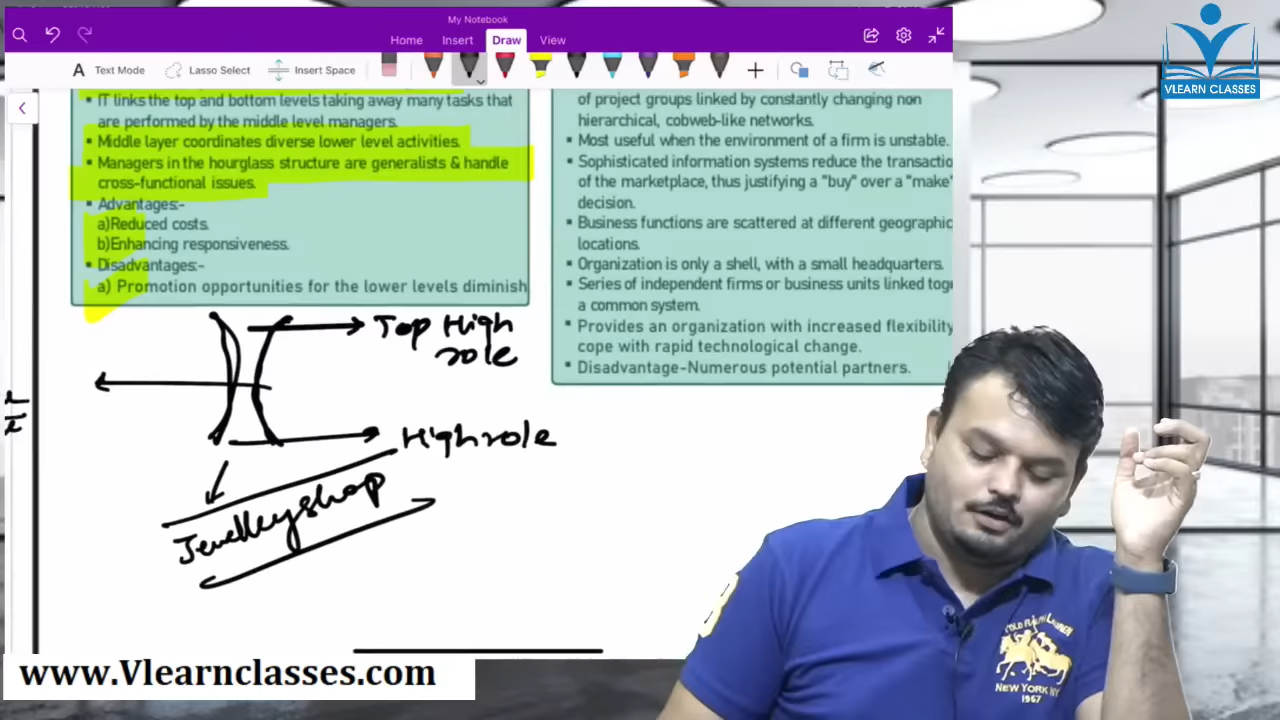 My Notebook
Home Insert Draw View
A Text Mode Lasso Select Insert Space
VLEARN CLASSES
• IT links the top and bottom levels taking away many tasks that
are performed by the middle level managers.
• Middle layer coordinates diverse lower level activities.
• Managers in the hourglass structure are generalists & handle
cross-functional issues.
• Advantages:-
a)Reduced costs.
b)Enhancing responsiveness.
• Disadvantages:-
a) Promotion opportunities for the lower levels diminish
of project groups linked by constantly changing non
hierarchical, cobweb-like networks.
• Most useful when the environment of a firm is unstable.
• Sophisticated information systems reduce the transactio
of the marketplace, thus justifying a "buy" over a "make"
decision.
• Business functions are scattered at different geographic
locations.
• Organization is only a shell, with a small headquarters.
• Series of independent firms or business units linked toge
a common system.
• Provides an organization with increased flexibility
cope with rapid technological change.
• Disadvantage-Numerous potential partners.
Top High
role
High role
Jewelleyshop
www.Vlearnclasses.com
NEW YORK NY
1967